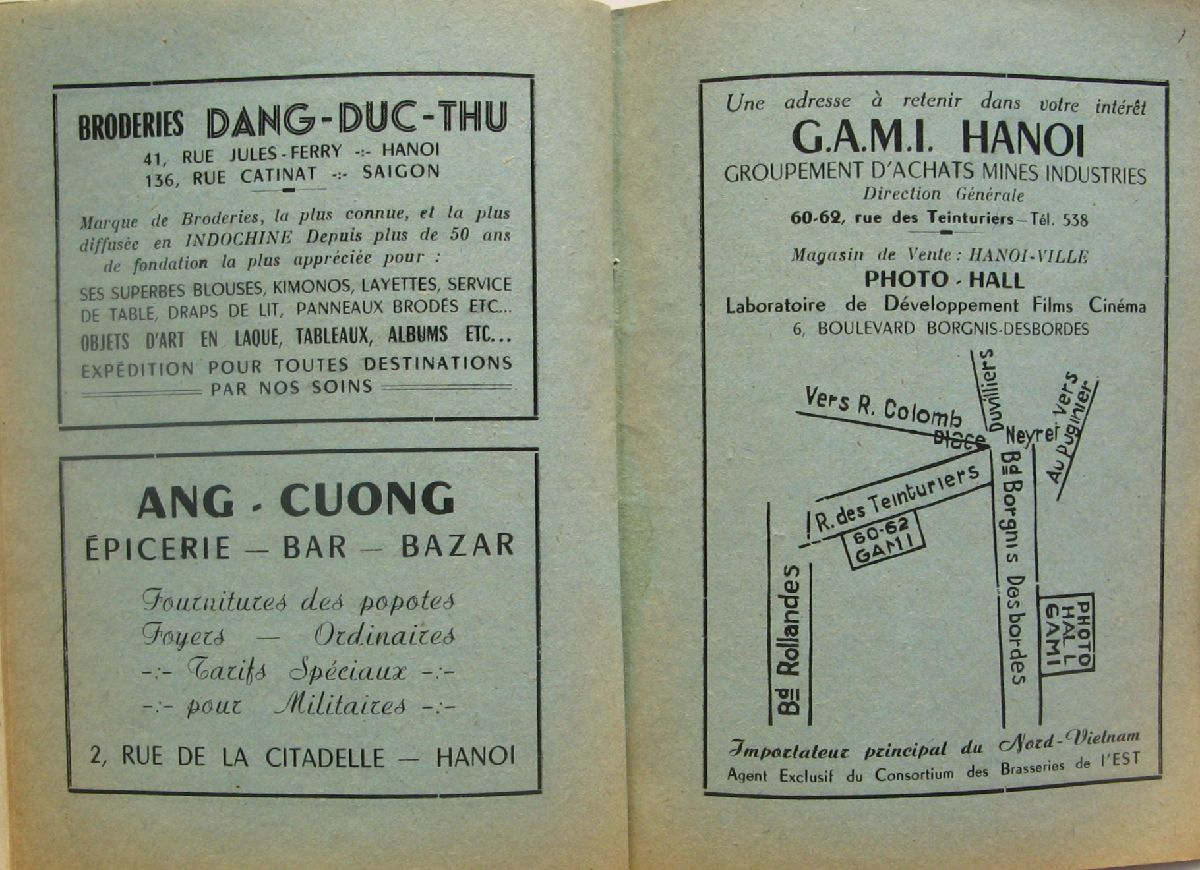 BRODERIES DANG-DUC-THU
41, RUE JULES-FERRY -:- HANOI
136, RUE CATINAT -:- SAIGON
Marque de Broderies, la plus connue, et la plus
diffusée en INDOCHINE Depuis plus de 50 ans
de fondation la plus appréciée pour :
SES SUPERBES BLOUSES, KIMONOS, LAYETTES, SERVICE
DE TABLE, DRAPS DE LIT, PANNEAUX BRODÉS ETC...
OBJETS D'ART EN LAQUE, TABLEAUX, ALBUMS ETC...
EXPÉDITION POUR TOUTES DESTINATIONS
PAR NOS SOINS
ANG - CUONG
ÉPICERIE — BAR — BAZAR
Fournitures des popotes
Foyers — Ordinaires
-:- Tarifs Spéciaux -:-
-:- pour Militaires -:-
2, RUE DE LA CITADELLE — HANOI
Une adresse à retenir dans votre intérêt
G.A.M.I. HANOI
GROUPEMENT D'ACHATS MINES INDUSTRIES
Direction Générale
60-62, rue des Teinturiers — Tél. 538
Magasin de Vente : HANOI-VILLE
PHOTO - HALL
Laboratoire de Développement Films Cinéma
6, BOULEVARD BORGNIS-DESBORDES
Duvilliers
Vers R. Colomb
Place Neyret
Vers
Au Puginier
R. des Teinturiers
60-62
GAMI
Bd Borgnis Desbordes
Bd Rollandes
PHOTO
HALL
GAMI
Importateur principal du Nord-Vietnam
Agent Exclusif du Consortium des Brasseries de l'EST